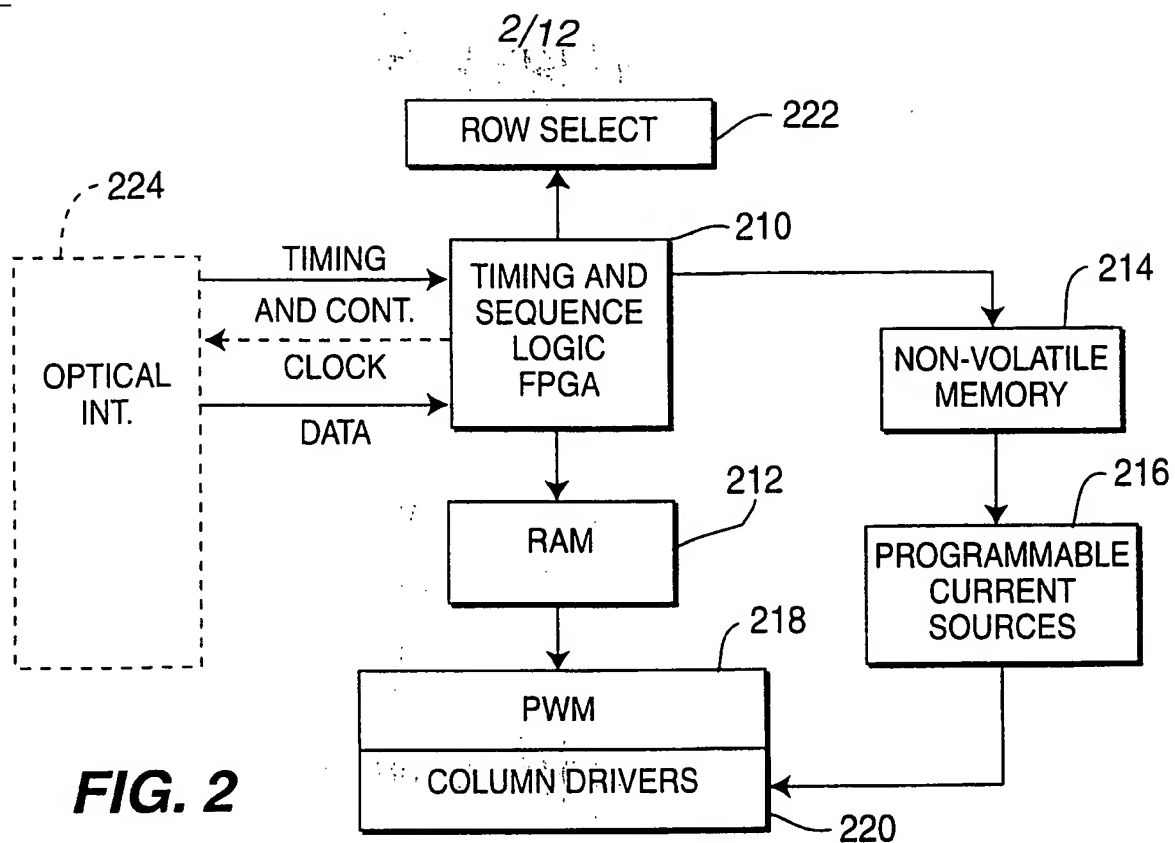 2/12
ROW SELECT
222
224
210
TIMING
AND CONT.
CLOCK
DATA
TIMING AND
SEQUENCE
LOGIC
FPGA
214
NON-VOLATILE
MEMORY
OPTICAL
INT.
212
RAM
216
PROGRAMMABLE
CURRENT
SOURCES
218
PWM
COLUMN DRIVERS
220
FIG. 2